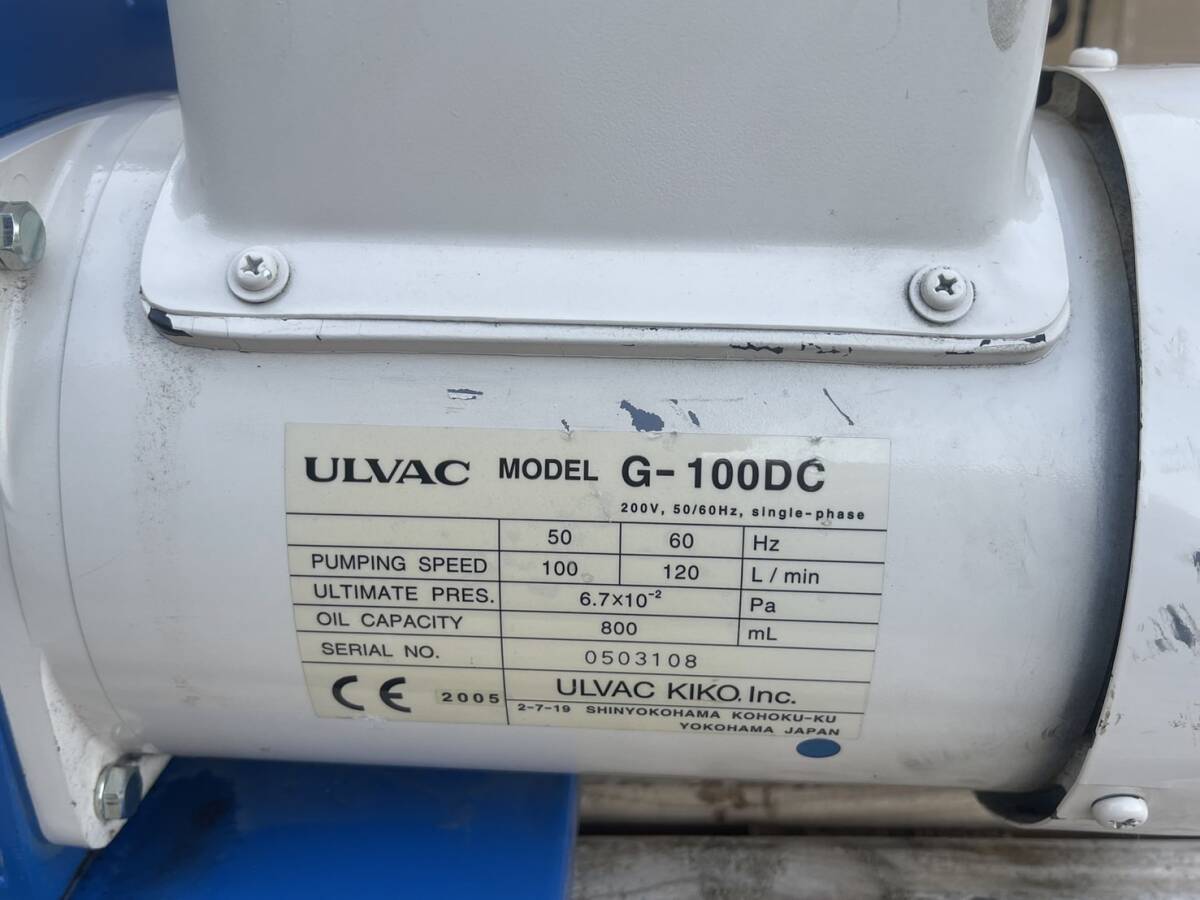 ULVAC MODEL G-100DC
200V, 50/60Hz, single-phase
50 60 Hz
PUMPING SPEED 100 120 L / min
ULTIMATE PRES. 6.7×10⁻² Pa
OIL CAPACITY 800 mL
SERIAL NO. 0503108
CE 2005 ULVAC KIKO. Inc.
2-7-19 SHINYOKOHAMA KOHOKU-KU
YOKOHAMA JAPAN